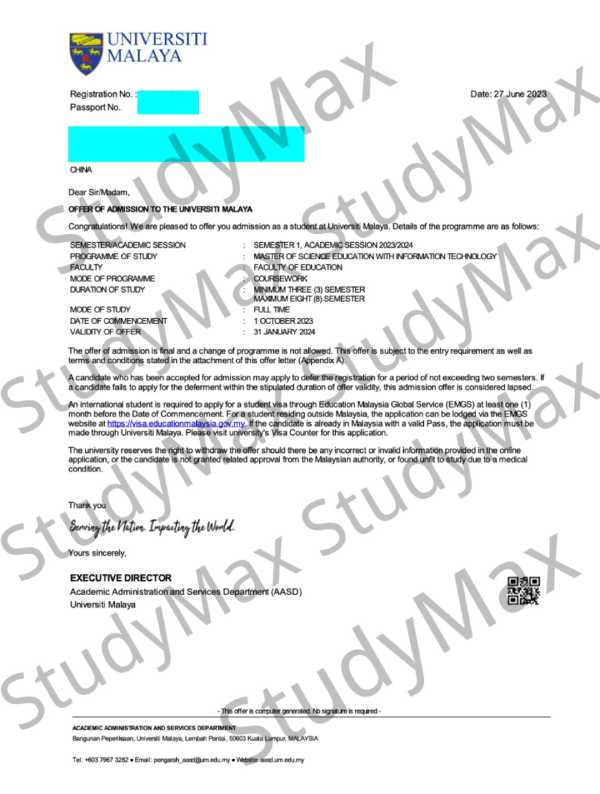 UNIVERSITI
MALAYA
Registration No. :
Date: 27 June 2023
Passport No.
CHINA
Dear Sir/Madam,
OFFER OF ADMISSION TO THE UNIVERSITI MALAYA
Congratulations! We are pleased to offer you admission as a student at Universiti Malaya. Details of the programme are as follows:
SEMESTER/ACADEMIC SESSION : SEMESTER 1, ACADEMIC SESSION 2023/2024
PROGRAMME OF STUDY : MASTER OF SCIENCE EDUCATION WITH INFORMATION TECHNOLOGY
FACULTY : FACULTY OF EDUCATION
MODE OF PROGRAMME : COURSEWORK
DURATION OF STUDY : MINIMUM THREE (3) SEMESTER
MAXIMUM EIGHT (8) SEMESTER
MODE OF STUDY : FULL TIME
DATE OF COMMENCEMENT : 1 OCTOBER 2023
VALIDITY OF OFFER : 31 JANUARY 2024
The offer of admission is final and a change of programme is not allowed. This offer is subject to the entry requirement as well as
terms and conditions stated in the attachment of this offer letter (Appendix A).
A candidate who has been accepted for admission may apply to defer the registration for a period of not exceeding two semesters. If
a candidate fails to apply for the deferment within the stipulated duration of offer validity, this admission offer is considered lapsed.
An international student is required to apply for a student visa through Education Malaysia Global Service (EMGS) at least one (1)
month before the Date of Commencement. For a student residing outside Malaysia, the application can be lodged via the EMGS
website at https://visa.educationmalaysia.gov.my. If the candidate is already in Malaysia with a valid Pass, the application must be
made through Universiti Malaya. Please visit university's Visa Counter for this application.
The university reserves the right to withdraw the offer should there be any incorrect or invalid information provided in the online
application, or the candidate is not granted related approval from the Malaysian authority, or found unfit to study due to a medical
condition.
Thank you
Serving the Nation. Impacting the World.
Yours sincerely,
EXECUTIVE DIRECTOR
Academic Administration and Services Department (AASD)
Universiti Malaya
- This offer is computer generated. No signature is required -
ACADEMIC ADMINISTRATION AND SERVICES DEPARTMENT
Bangunan Peperiksaan, Universiti Malaya, Lembah Pantai, 50603 Kuala Lumpur, MALAYSIA
Tel: +603 7967 3282 ● Email: pengarah_aasd@um.edu.my ● Website: aasd.um.edu.my
StudyMax
StudyMax
StudyMax
StudyMax
StudyMax
StudyMax
StudyMax